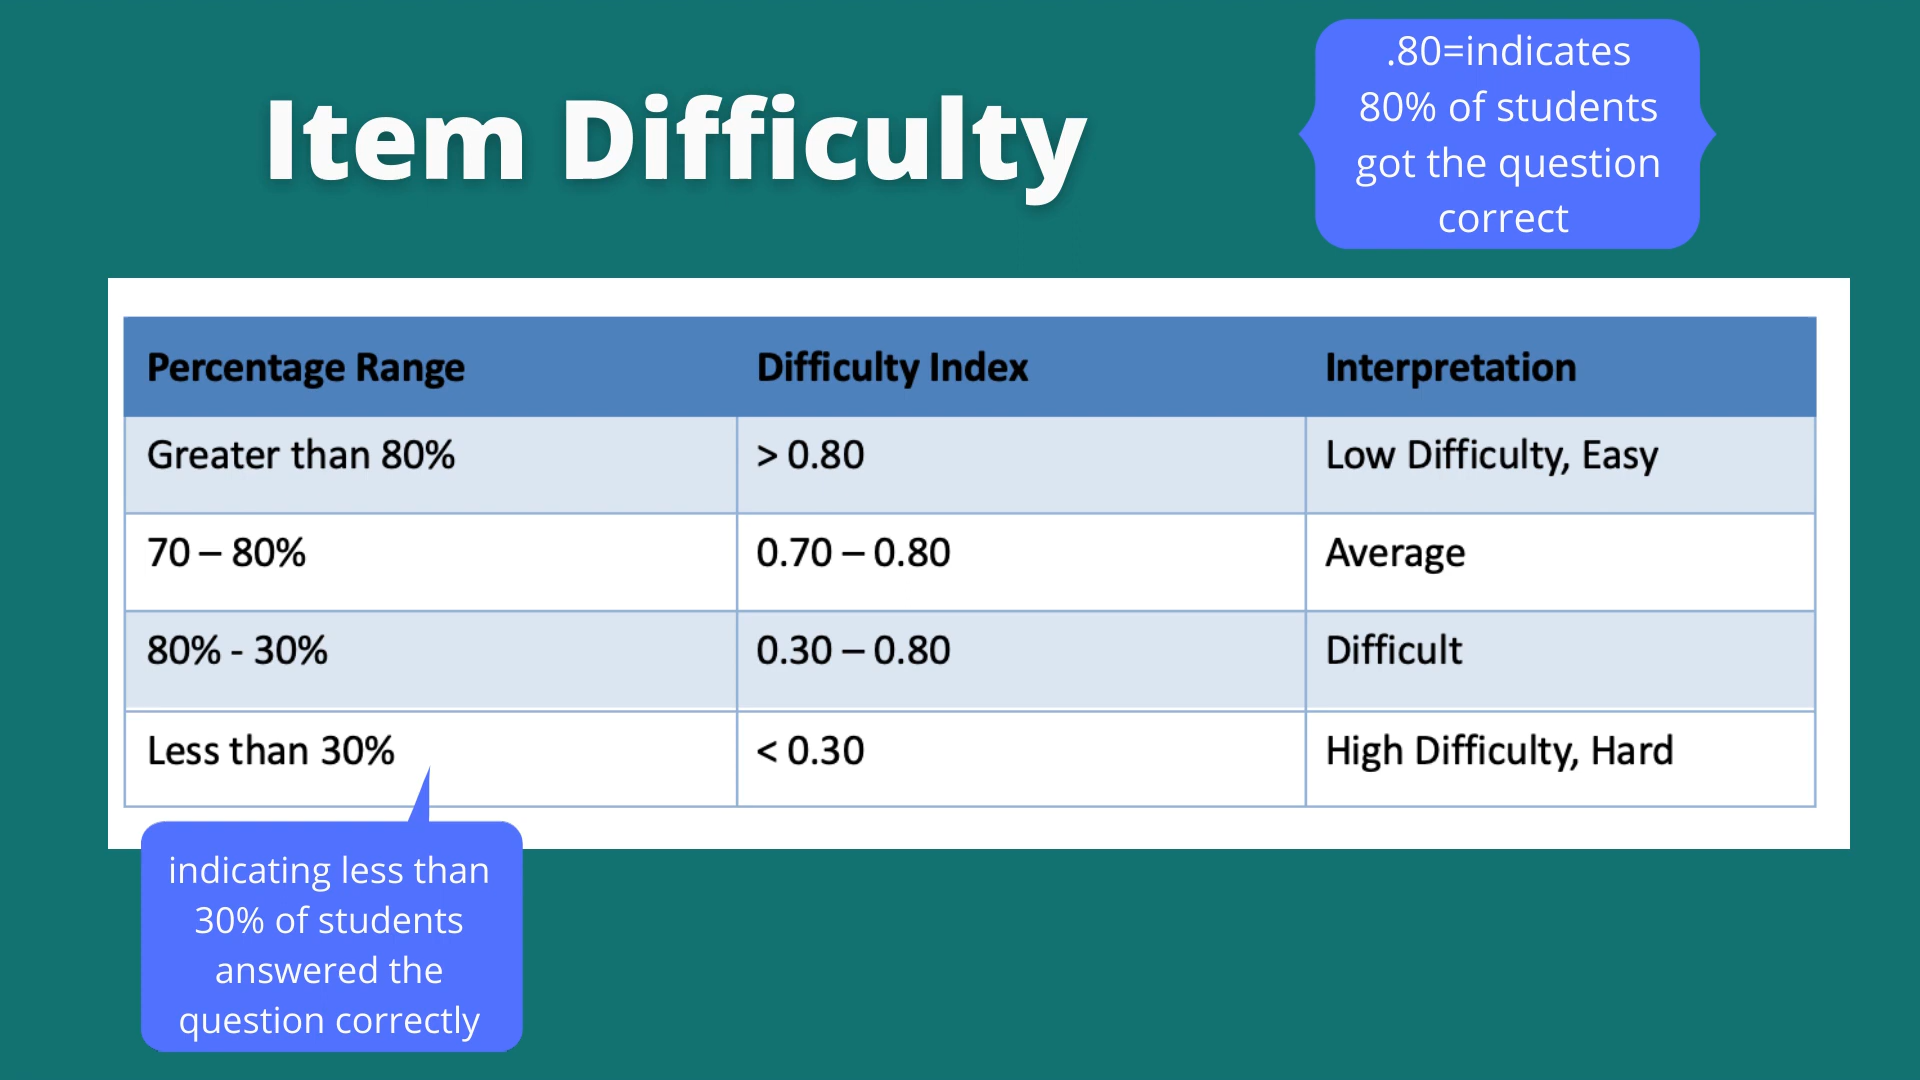 Item Difficulty
.80=indicates
80% of students
got the question
correct
Percentage Range Difficulty Index Interpretation
Greater than 80% > 0.80 Low Difficulty, Easy
70 – 80% 0.70 – 0.80 Average
80% - 30% 0.30 – 0.80 Difficult
Less than 30% < 0.30 High Difficulty, Hard
indicating less than
30% of students
answered the
question correctly